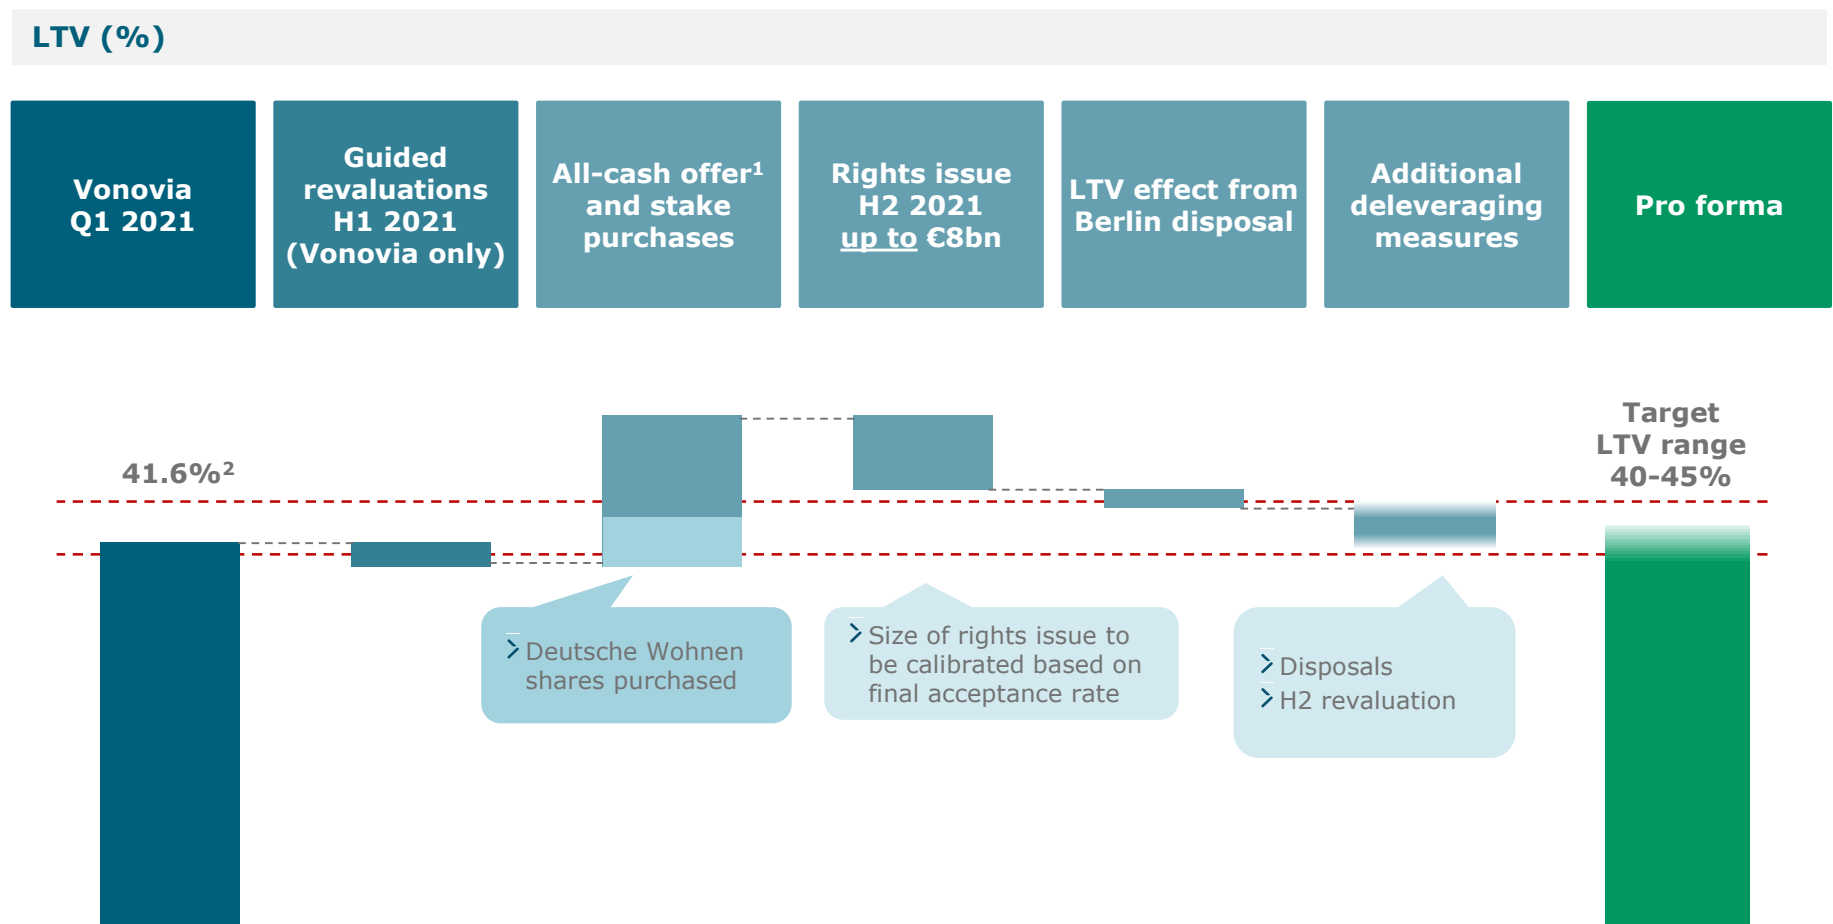 LTV (%)
Vonovia
Q1 2021
Guided
revaluations
H1 2021
(Vonovia only)
All-cash offer¹
and stake
purchases
Rights issue
H2 2021
up to €8bn
LTV effect from
Berlin disposal
Additional
deleveraging
measures
Pro forma
41.6%²
Target
LTV range
40-45%
Deutsche Wohnen
shares purchased
Size of rights issue to
be calibrated based on
final acceptance rate
Disposals
H2 revaluation